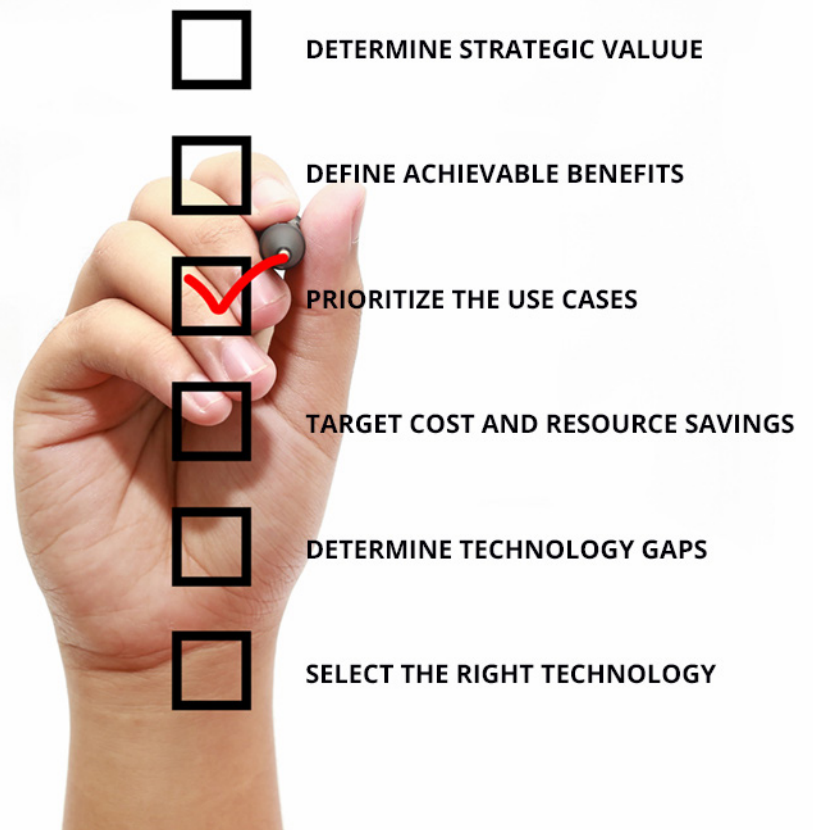 DETERMINE STRATEGIC VALUUE
DEFINE ACHIEVABLE BENEFITS
PRIORITIZE THE USE CASES
TARGET COST AND RESOURCE SAVINGS
DETERMINE TECHNOLOGY GAPS
SELECT THE RIGHT TECHNOLOGY